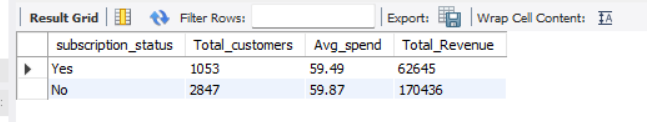 Result Grid Filter Rows: Export: Wrap Cell Content:
subscription_status Total_customers Avg_spend Total_Revenue
Yes 1053 59.49 62645
No 2847 59.87 170436